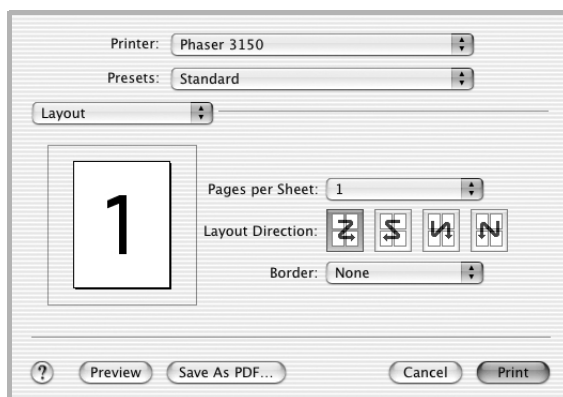 Printer: Phaser 3150
Presets: Standard
Layout
1
Pages per Sheet: 1
Layout Direction:
Border: None
? Preview Save As PDF... Cancel Print